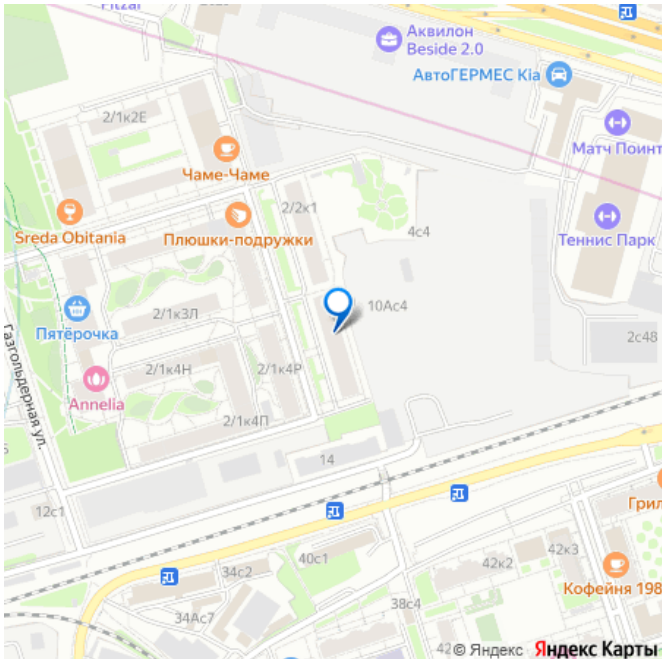 Аквилон
Beside 2.0
АвтоГЕРМЕС Kia
2/1к2Е
Матч Поинт
Чаме-Чаме
2/2к1
Sreda Obitania
Плюшки-подружки
4с4
Теннис Парк
10Ас4
2/1к3Л
Пятёрочка
2с48
2/1к4Н
2/1к4Р
Annelia
Газгольдерная ул.
2/1к4П
14
12с1
Грил
40с1
42к2
42к3
34с2
Кофейня 198
38с4
34Ас7
42
© Яндекс Яндекс Карты